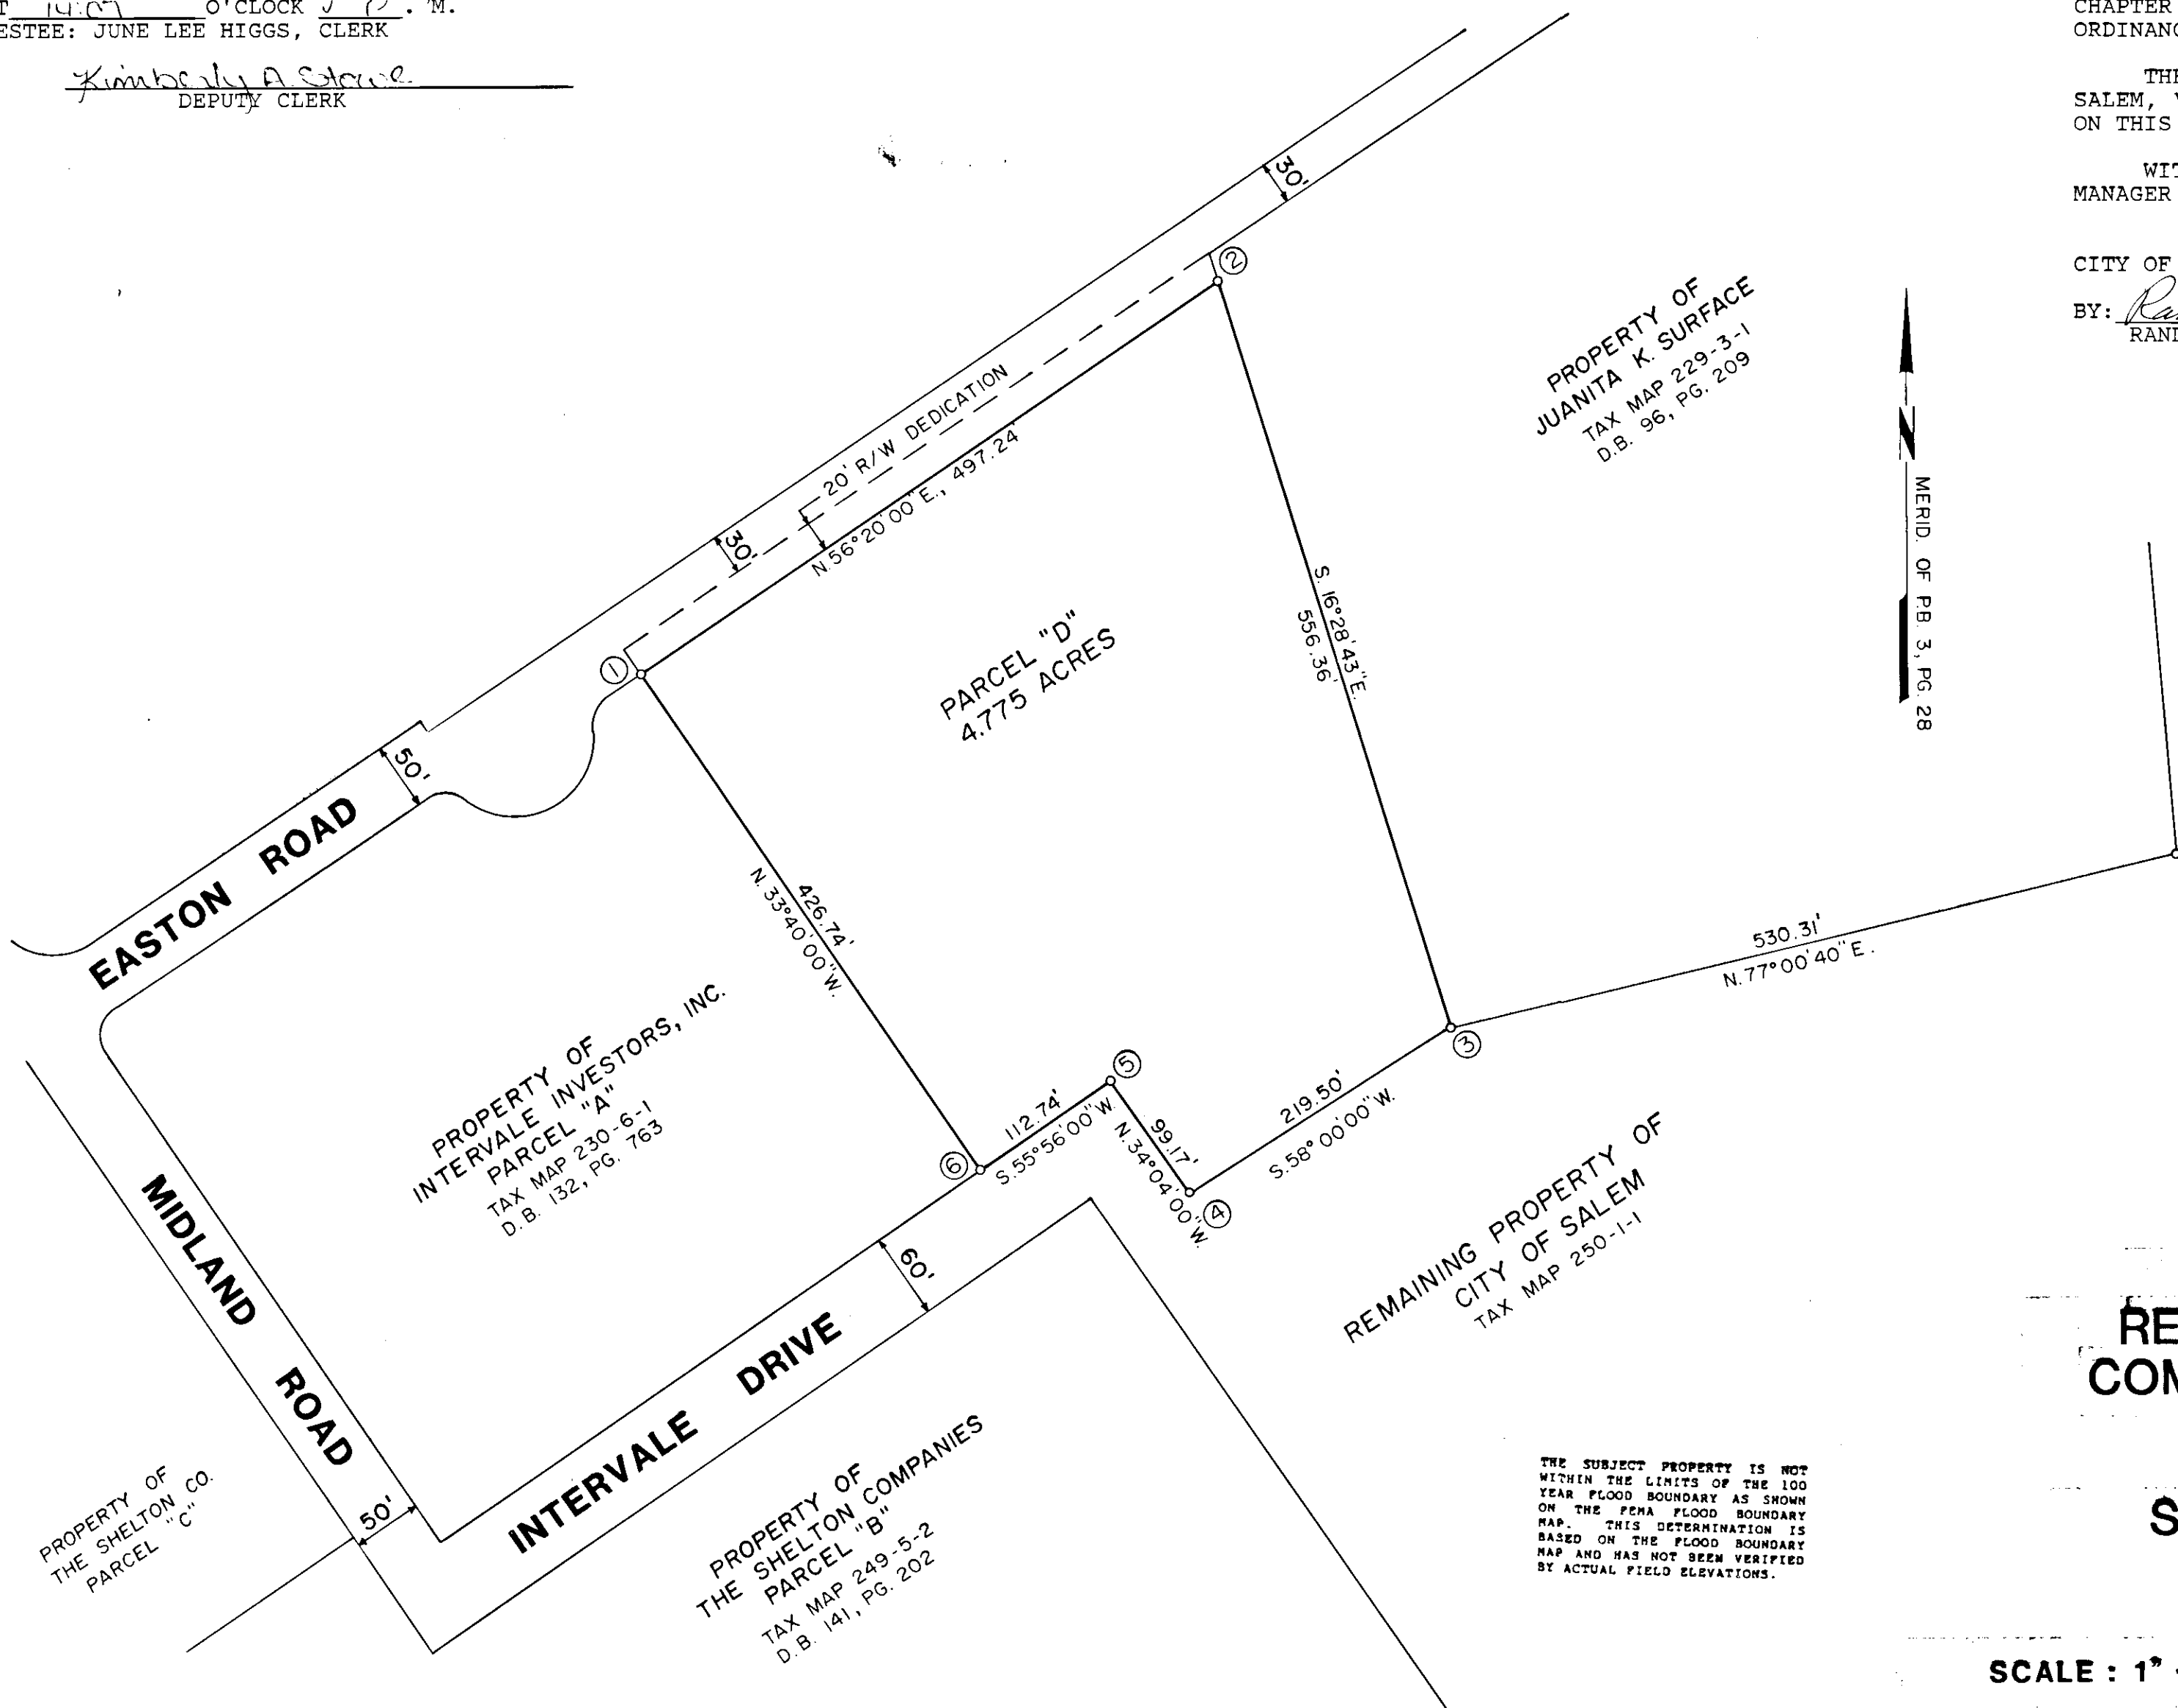 O'CLOCK . M.
ESTEE: JUNE LEE HIGGS, CLERK
Kimberly A Stowe
DEPUTY CLERK
CHAPTER
SALEM,
ON THIS
MANAGER
CITY OF
BY:
30'
2
PROPERTY OF
JUANITA K. SURFACE
TAX MAP 229-3-1
D.B. 96, PG. 209
N
MERID. OF P.B. 3, PG. 28
20' R/W DEDICATION
N.56°20'00"E., 497.24'
30'
1
S. 16°28'43"E.
556.36'
PARCEL "D"
4.775 ACRES
50'
EASTON ROAD
426.74'
N.33°40'00"W.
530.31'
N.77°00'40"E.
3
PROPERTY OF
INTERVALE INVESTORS, INC.
PARCEL "A"
TAX MAP 230-6-1
D.B. 132, PG. 763
5
112.74'
S.55°56'00"W.
6
99.17'
N.34°04'00"W.
4
219.50'
S.58°00'00"W.
REMAINING PROPERTY OF
CITY OF SALEM
TAX MAP 250-1-1
MIDLAND ROAD
60'
INTERVALE DRIVE
50'
PROPERTY OF
THE SHELTON CO.
PARCEL "C"
PROPERTY OF
THE SHELTON COMPANIES
PARCEL "B"
TAX MAP 249-5-2
D.B. 141, PG. 202
THE SUBJECT PROPERTY IS NOT
WITHIN THE LIMITS OF THE 100
YEAR FLOOD BOUNDARY AS SHOWN
ON THE FEMA FLOOD BOUNDARY
MAP. THIS DETERMINATION IS
BASED ON THE FLOOD BOUNDARY
MAP AND HAS NOT BEEN VERIFIED
BY ACTUAL FIELD ELEVATIONS.
SCALE : 1"